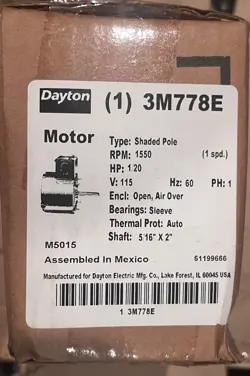 Dayton (1) 3M778E
Motor
Type: Shaded Pole
RPM: 1550 (1 spd.)
HP: 1.20
V: 115 Hz: 60 PH: 1
Encl: Open, Air Over
Bearings: Sleeve
Thermal Prot: Auto
Shaft: 5/16" X 2"
M5015
Assembled In Mexico 51199666
Manufactured for Dayton Electric Mfg. Co., Lake Forest, IL 60045 USA
1 3M778E